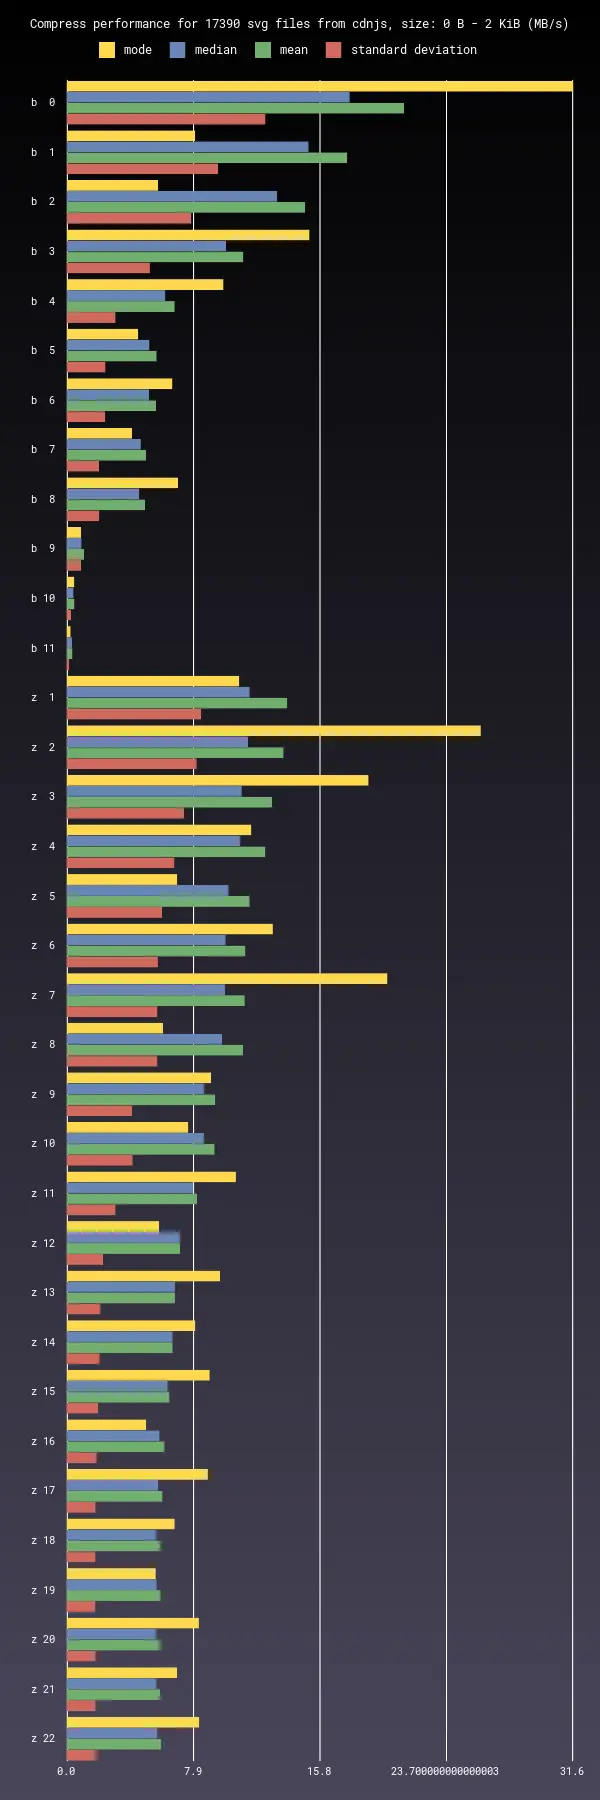 Compress performance for 17390 svg files from cdnjs, size: 0 B - 2 KiB (MB/s)
mode median mean standard deviation
b 0
b 1
b 2
b 3
b 4
b 5
b 6
b 7
b 8
b 9
b 10
b 11
z 1
z 2
z 3
z 4
z 5
z 6
z 7
z 8
z 9
z 10
z 11
z 12
z 13
z 14
z 15
z 16
z 17
z 18
z 19
z 20
z 21
z 22
0.0 7.9 15.8 23.700000000000003 31.6